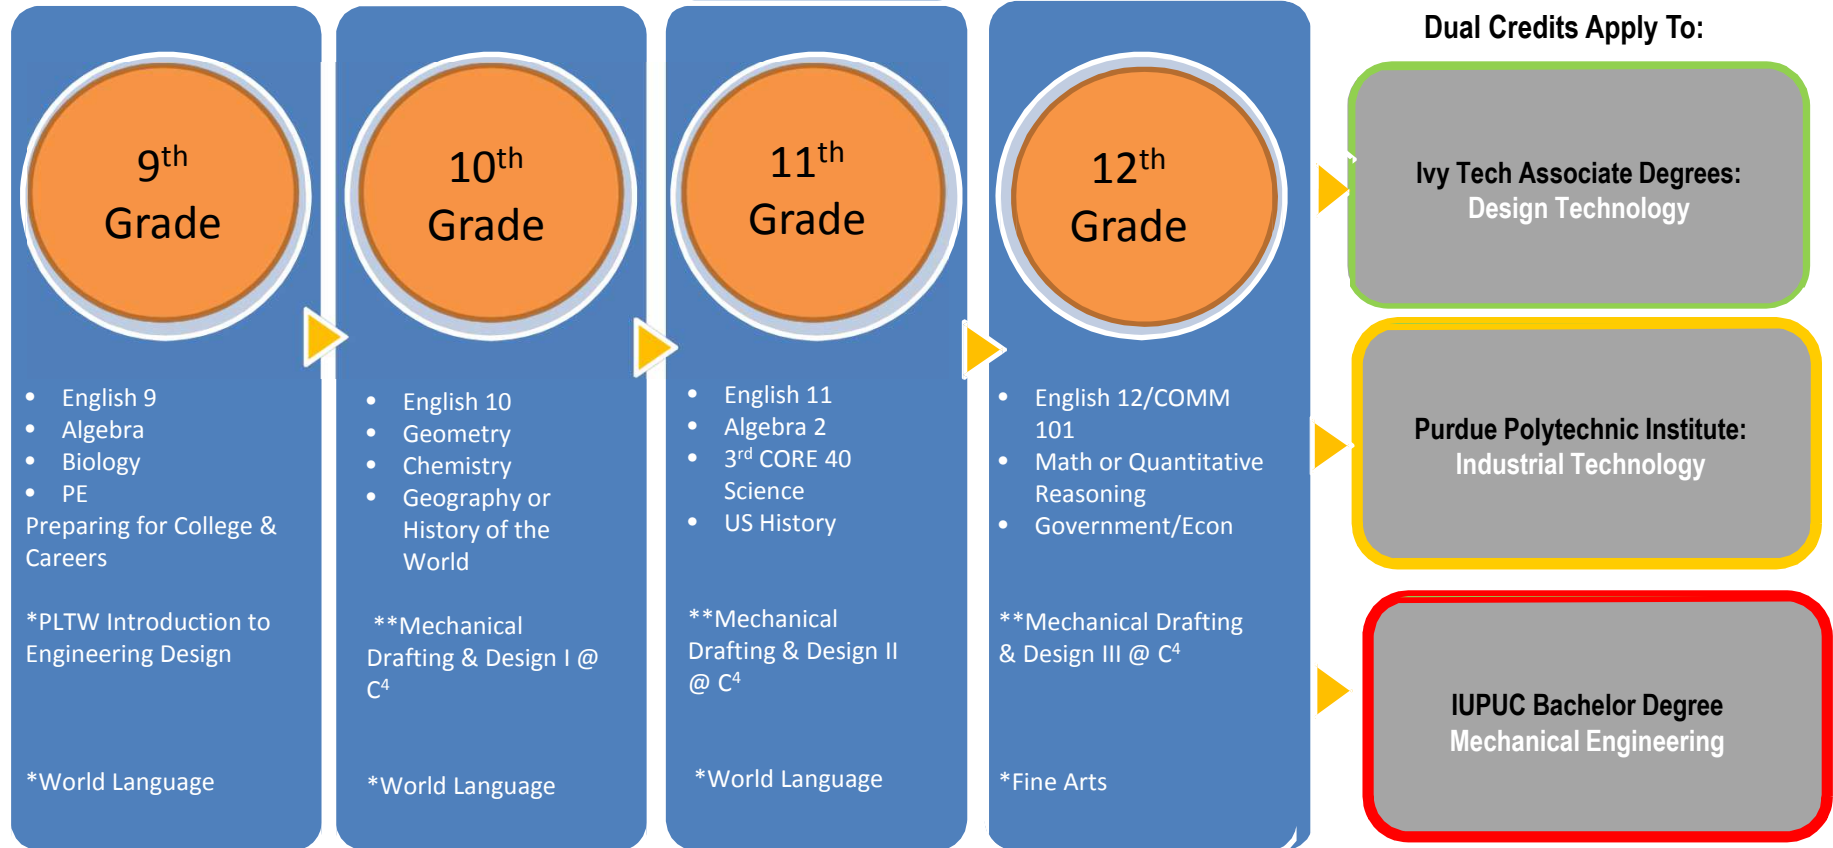 9th
Grade
• English 9
• Algebra
• Biology
• PE
Preparing for College &
Careers
*PLTW Introduction to
Engineering Design
*World Language
10th
Grade
• English 10
• Geometry
• Chemistry
• Geography or
History of the
World
**Mechanical
Drafting & Design I @
C4
*World Language
11th
Grade
• English 11
• Algebra 2
• 3rd CORE 40
Science
• US History
**Mechanical
Drafting & Design II
@ C4
*World Language
12th
Grade
• English 12/COMM
101
• Math or Quantitative
Reasoning
• Government/Econ
**Mechanical Drafting
& Design III @ C4
*Fine Arts
Dual Credits Apply To:
Ivy Tech Associate Degrees:
Design Technology
Purdue Polytechnic Institute:
Industrial Technology
IUPUC Bachelor Degree
Mechanical Engineering